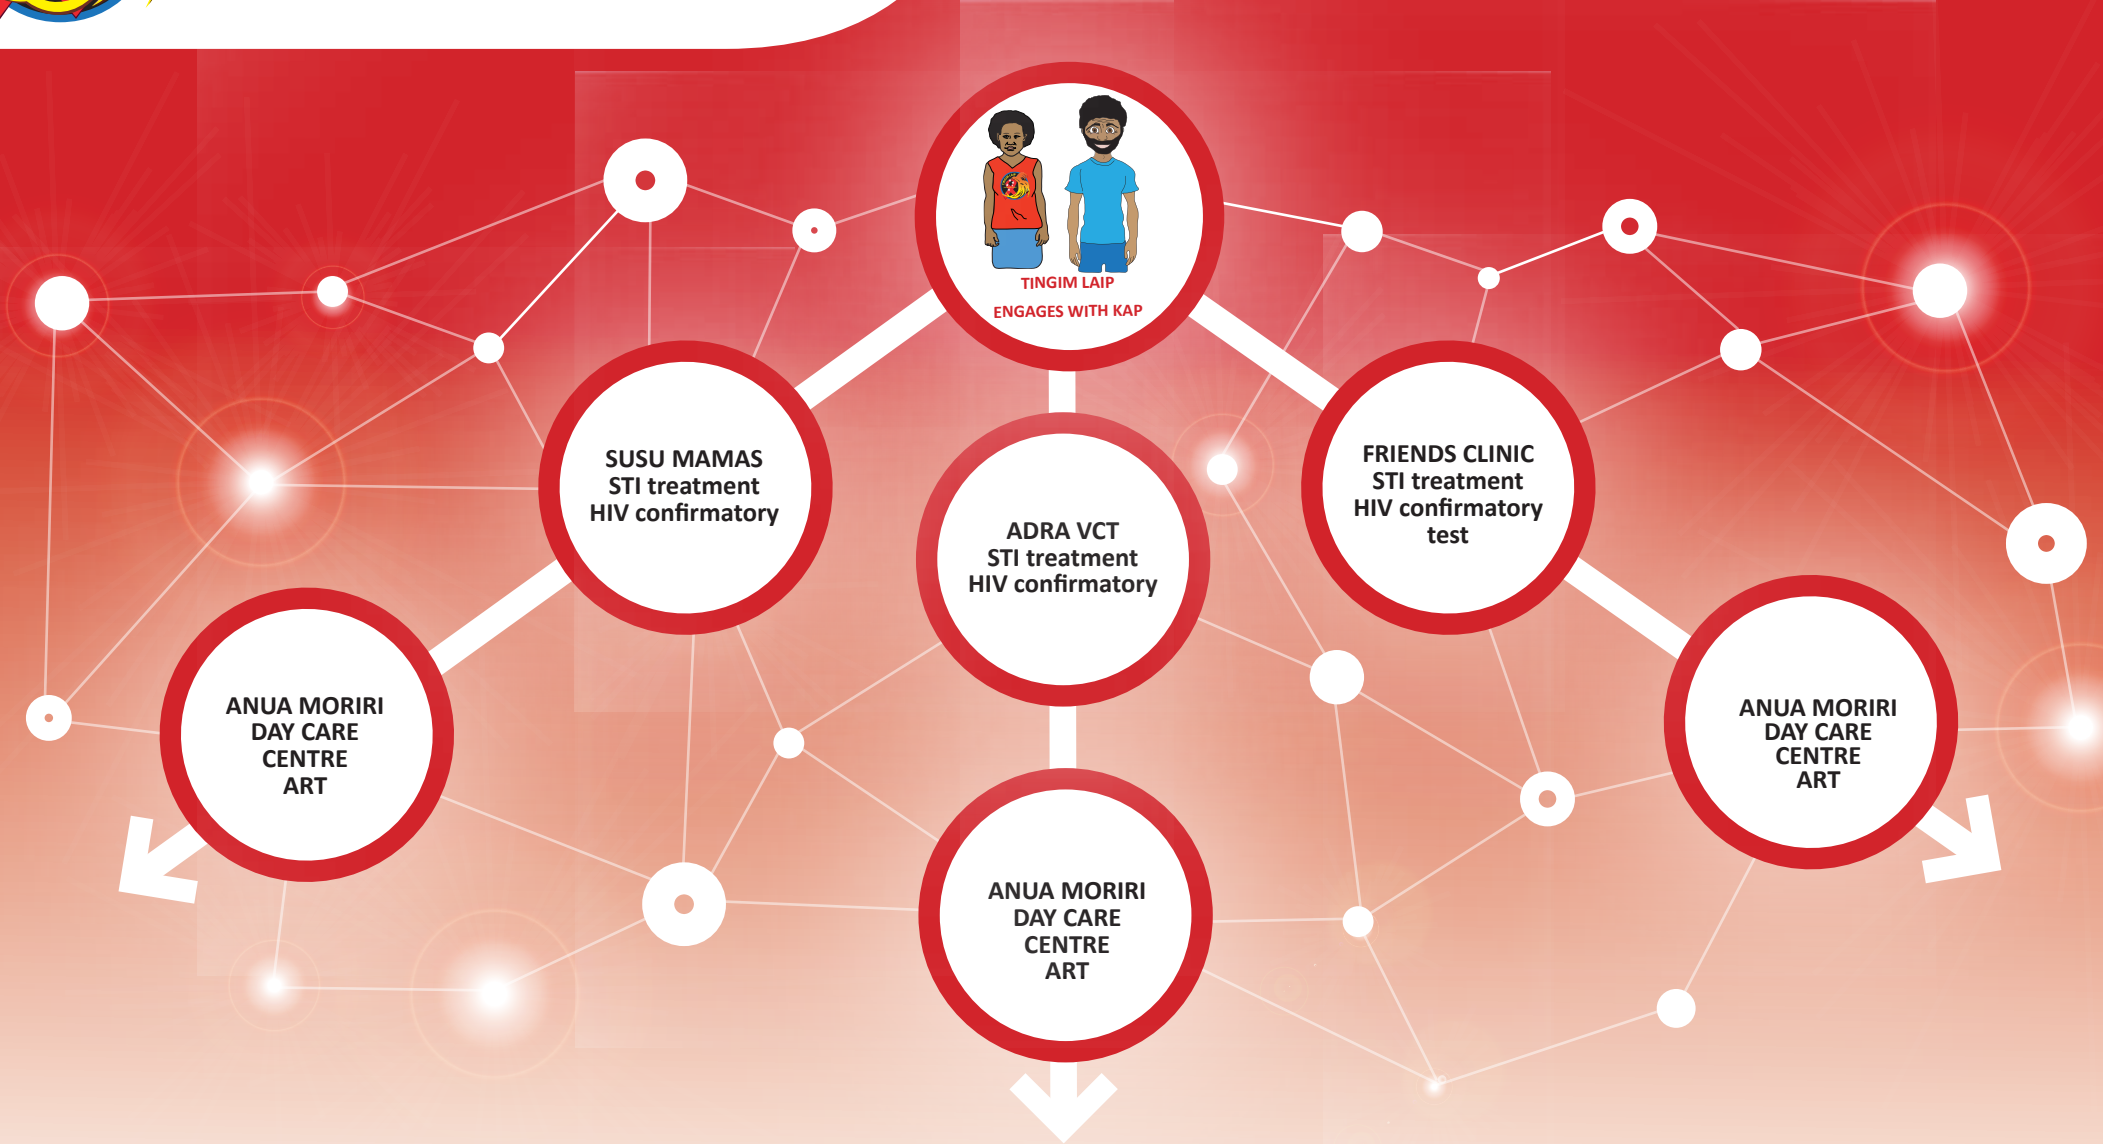 TINGIM LAIP
ENGAGES WITH KAP
SUSU MAMAS
STI treatment
HIV confirmatory
ADRA VCT
STI treatment
HIV confirmatory
FRIENDS CLINIC
STI treatment
HIV confirmatory
test
ANUA MORIRI
DAY CARE
CENTRE
ART
ANUA MORIRI
DAY CARE
CENTRE
ART
ANUA MORIRI
DAY CARE
CENTRE
ART